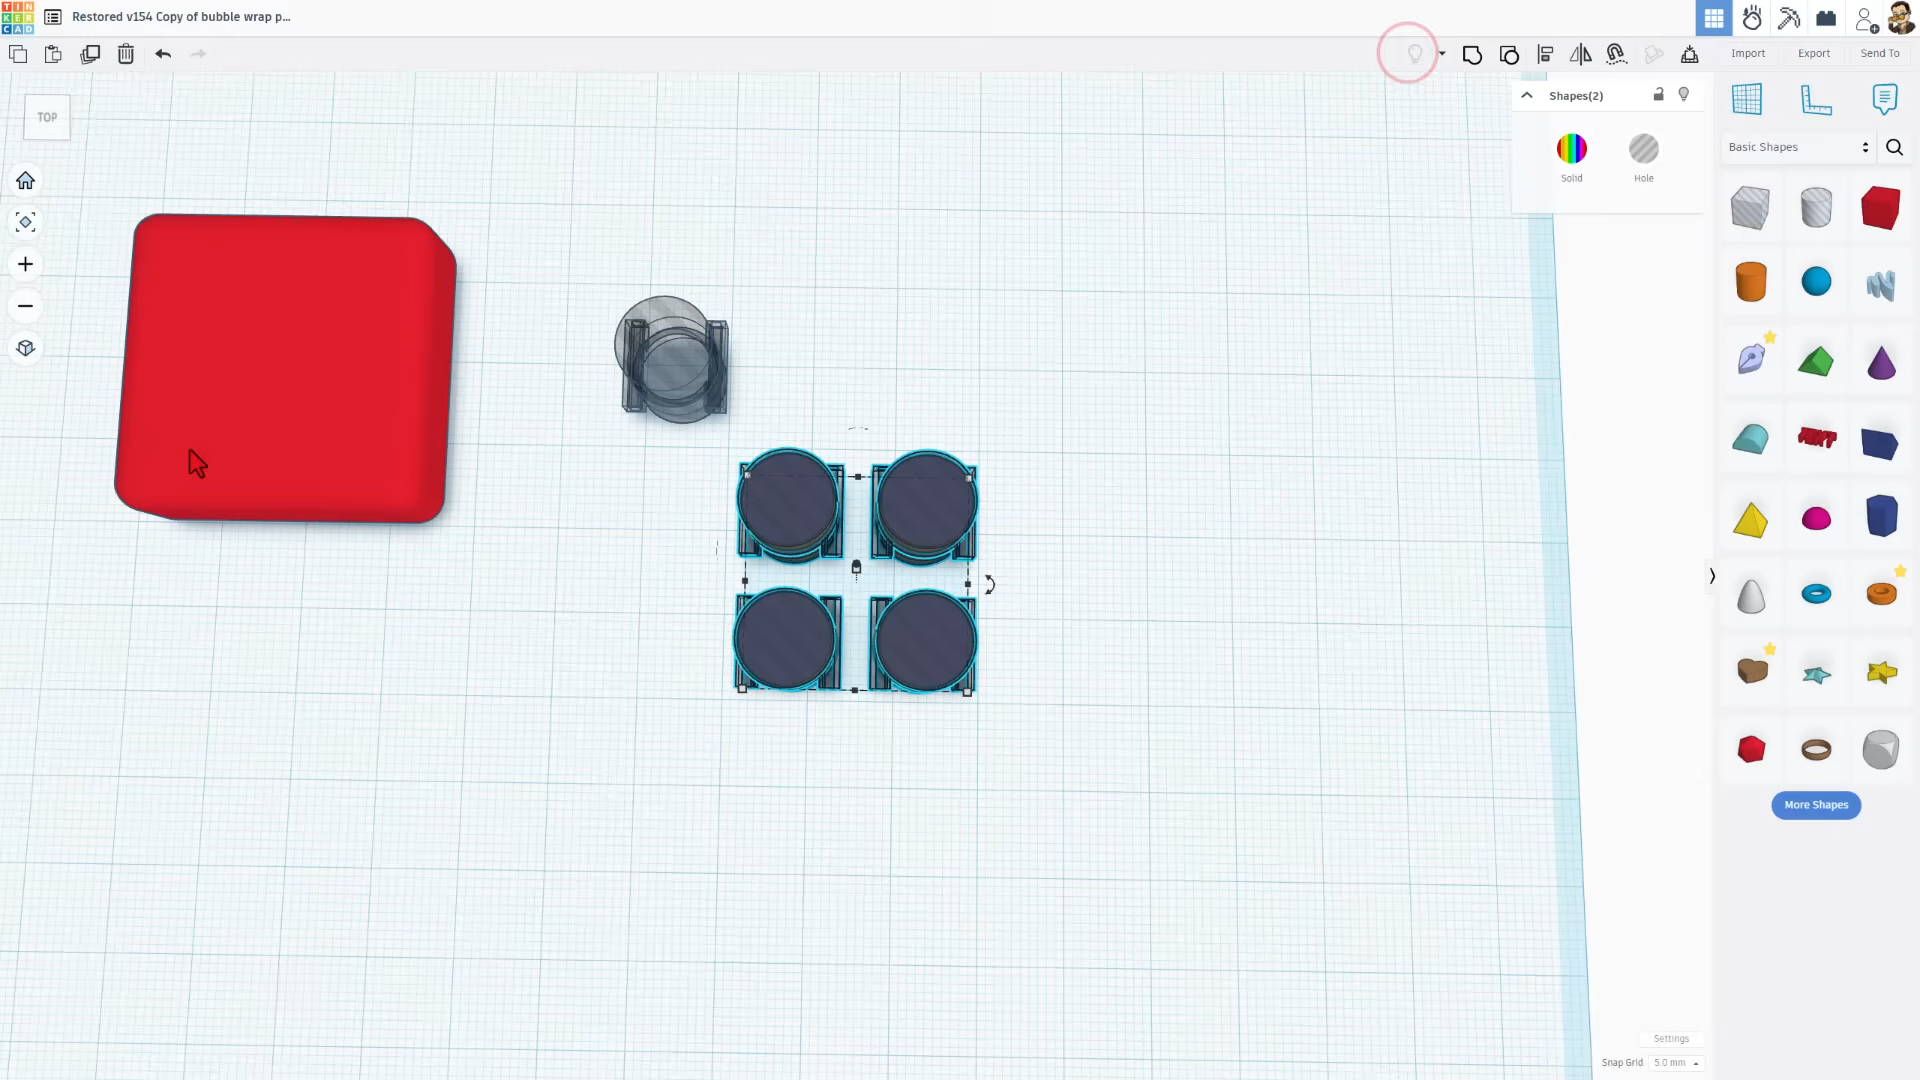 TIN
KER
CAD
Restored v154 Copy of bubble wrap p...
Import
Export
Send To
TOP
Shapes(2)
Solid
Hole
Basic Shapes
TEXT
More Shapes
Settings
Snap Grid
5.0 mm